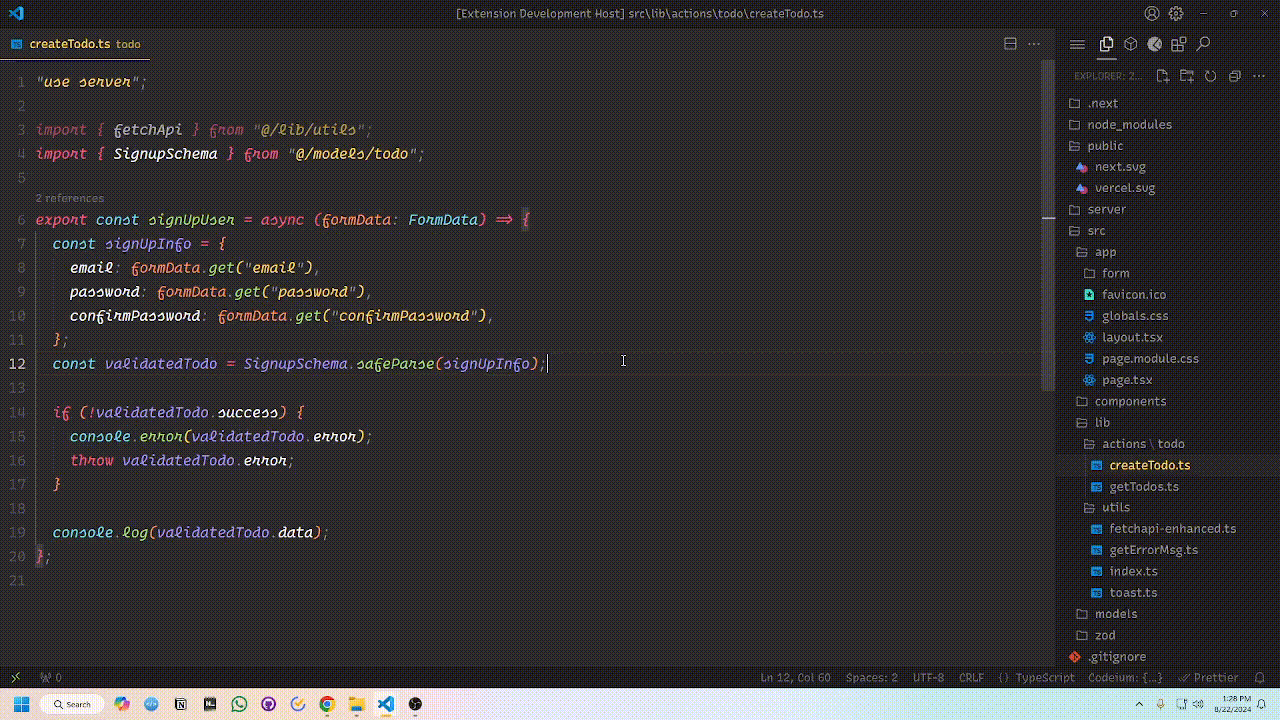 [Extension Development Host] src\lib\actions\todo\createTodo.ts
createTodo.ts todo
1 "use server";
2
3 import { fetchApi } from "@/lib/utils";
4 import { SignupSchema } from "@/models/todo";
5
2 references
6 export const signUpUser = async (formData: FormData) => {
7 const signUpInfo = {
8 email: formData.get("email"),
9 password: formData.get("password"),
10 confirmPassword: formData.get("confirmPassword"),
11 };
12 const validatedTodo = SignupSchema.safeParse(signUpInfo);
13
14 if (!validatedTodo.success) {
15 console.error(validatedTodo.error);
16 throw validatedTodo.error;
17 }
18
19 console.log(validatedTodo.data);
20 };
21
EXPLORER: 2...
.next
node_modules
public
next.svg
vercel.svg
server
src
app
form
favicon.ico
globals.css
layout.tsx
page.module.css
page.tsx
components
lib
actions \ todo
createTodo.ts
getTodos.ts
utils
fetchapi-enhanced.ts
getErrorMsg.ts
index.ts
toast.ts
models
zod
.gitignore
0
Ln 12, Col 60 Spaces: 2 UTF-8 CRLF {} TypeScript Codeium: {...} Prettier
Search
1:28 PM
8/22/2024